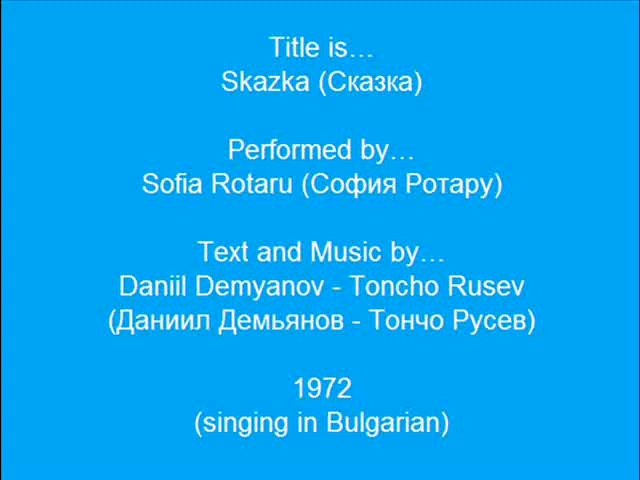 Title is…
Skazka (Сказка)
Performed by…
Sofia Rotaru (София Ротару)
Text and Music by…
Daniil Demyanov - Toncho Rusev
(Даниил Демьянов - Тончо Русев)
1972
(singing in Bulgarian)